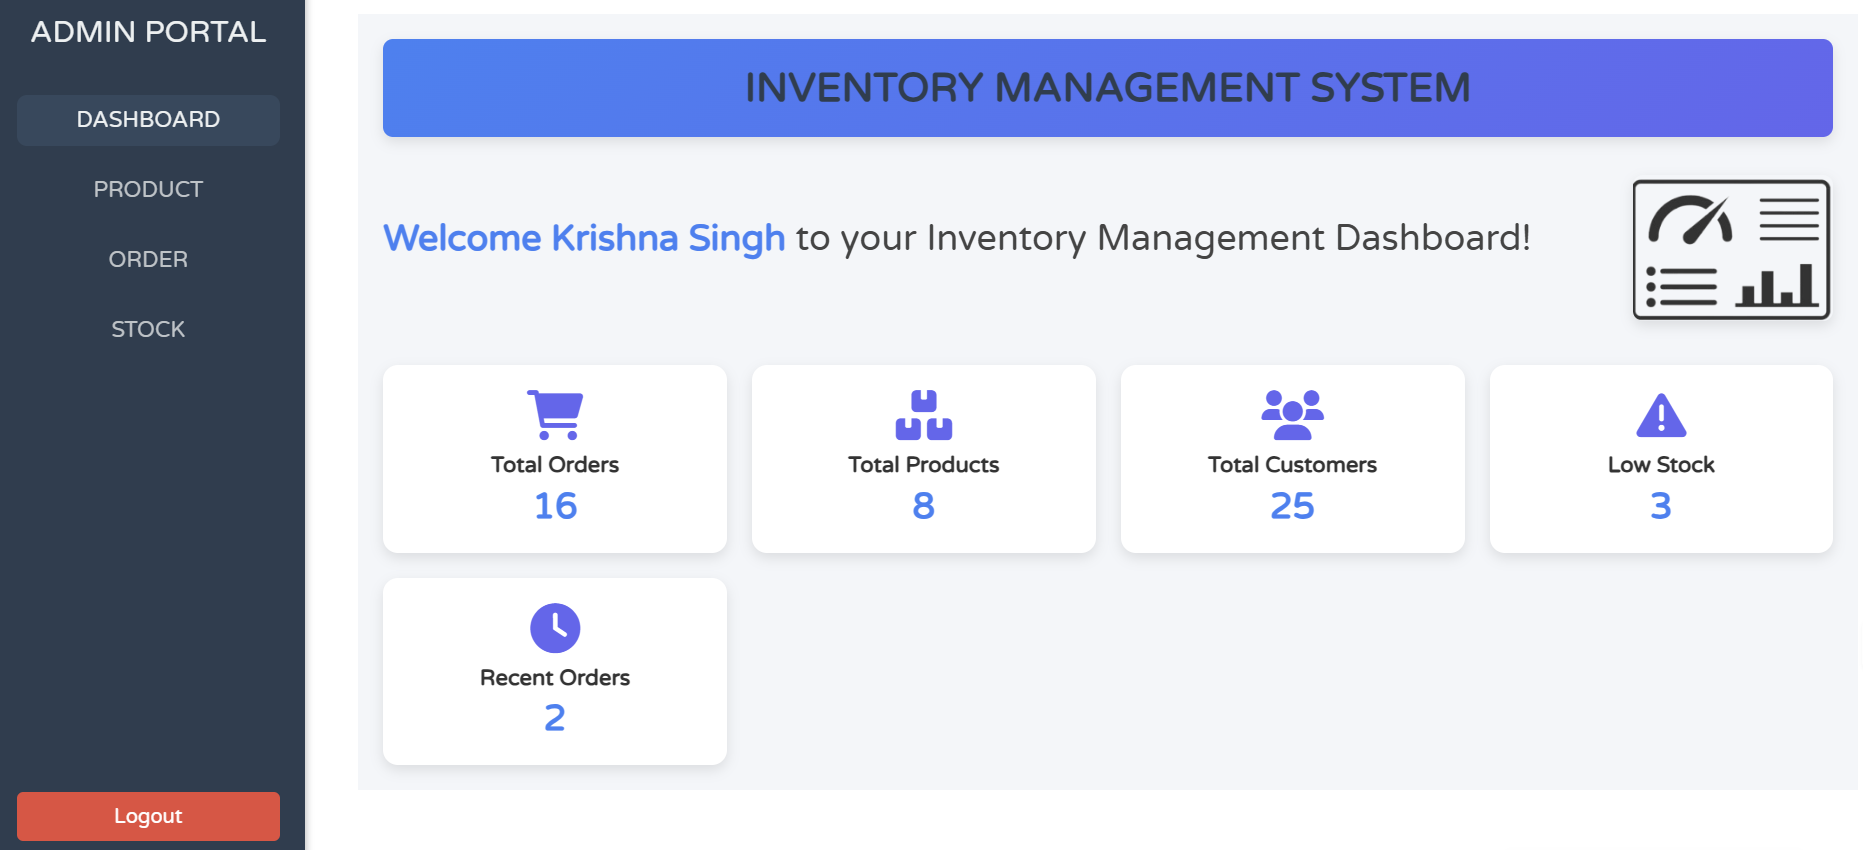 ADMIN PORTAL
DASHBOARD
PRODUCT
ORDER
STOCK
Logout
INVENTORY MANAGEMENT SYSTEM
Welcome Krishna Singh to your Inventory Management Dashboard!
Total Orders
16
Total Products
8
Total Customers
25
Low Stock
3
Recent Orders
2